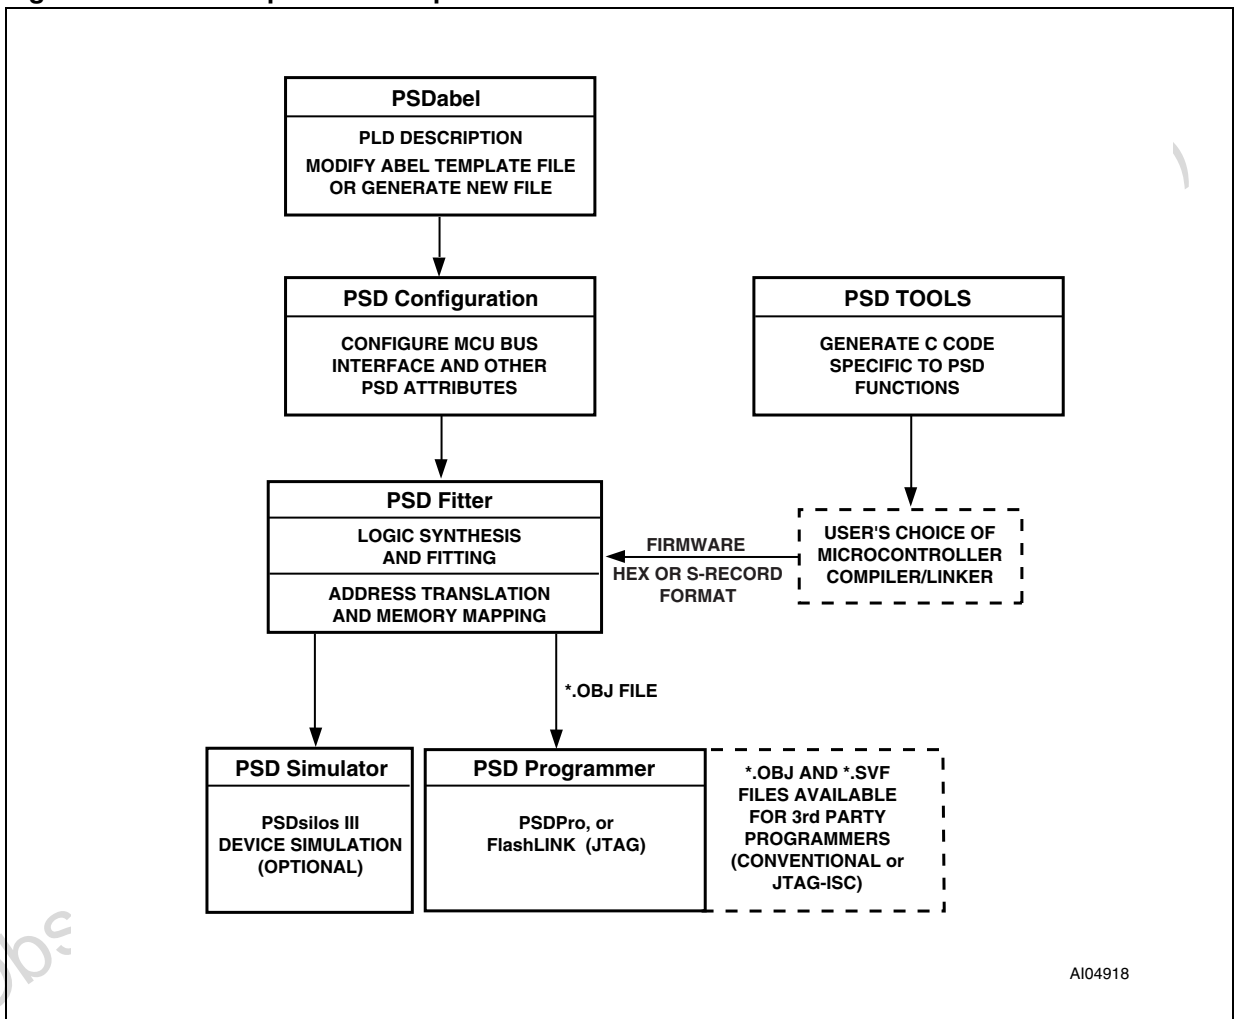 PSDabel
PLD DESCRIPTION
MODIFY ABEL TEMPLATE FILE
OR GENERATE NEW FILE
PSD Configuration
CONFIGURE MCU BUS
INTERFACE AND OTHER
PSD ATTRIBUTES
PSD TOOLS
GENERATE C CODE
SPECIFIC TO PSD
FUNCTIONS
PSD Fitter
LOGIC SYNTHESIS
AND FITTING
ADDRESS TRANSLATION
AND MEMORY MAPPING
FIRMWARE
HEX OR S-RECORD
FORMAT
USER'S CHOICE OF
MICROCONTROLLER
COMPILER/LINKER
*.OBJ FILE
PSD Simulator
PSDsilos III
DEVICE SIMULATION
(OPTIONAL)
PSD Programmer
PSDPro, or
FlashLINK (JTAG)
*.OBJ AND *.SVF
FILES AVAILABLE
FOR 3rd PARTY
PROGRAMMERS
(CONVENTIONAL or
JTAG-ISC)
AI04918